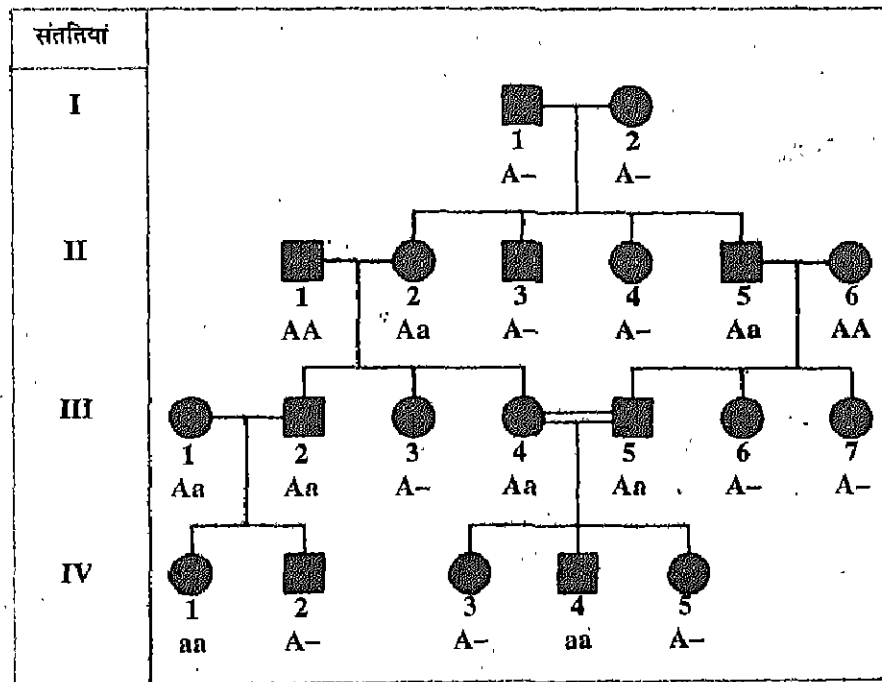 संततियां
I
1 2
A– A–
II
1 2 3 4 5 6
AA Aa A– A– Aa AA
III
1 2 3 4 5 6 7
Aa Aa A– Aa Aa A– A–
IV
1 2 3 4 5
aa A– A– aa A–